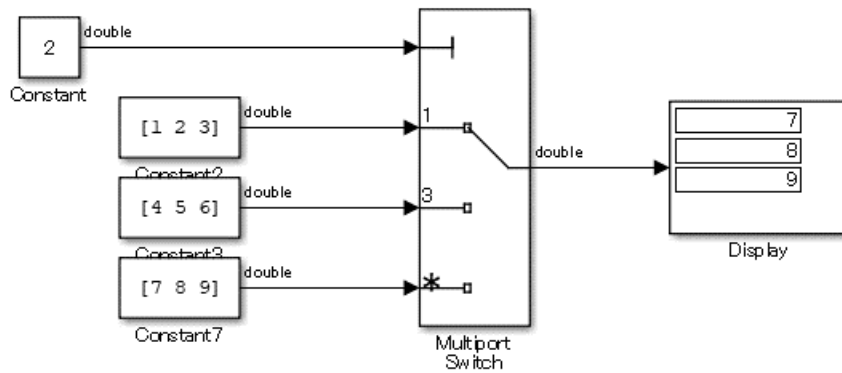 double
2
Constant
[1 2 3]
double
1
Constant2
[4 5 6]
double
3
Constant3
[7 8 9]
double
*
Constant7
Multiport
Switch
double
7
8
9
Display